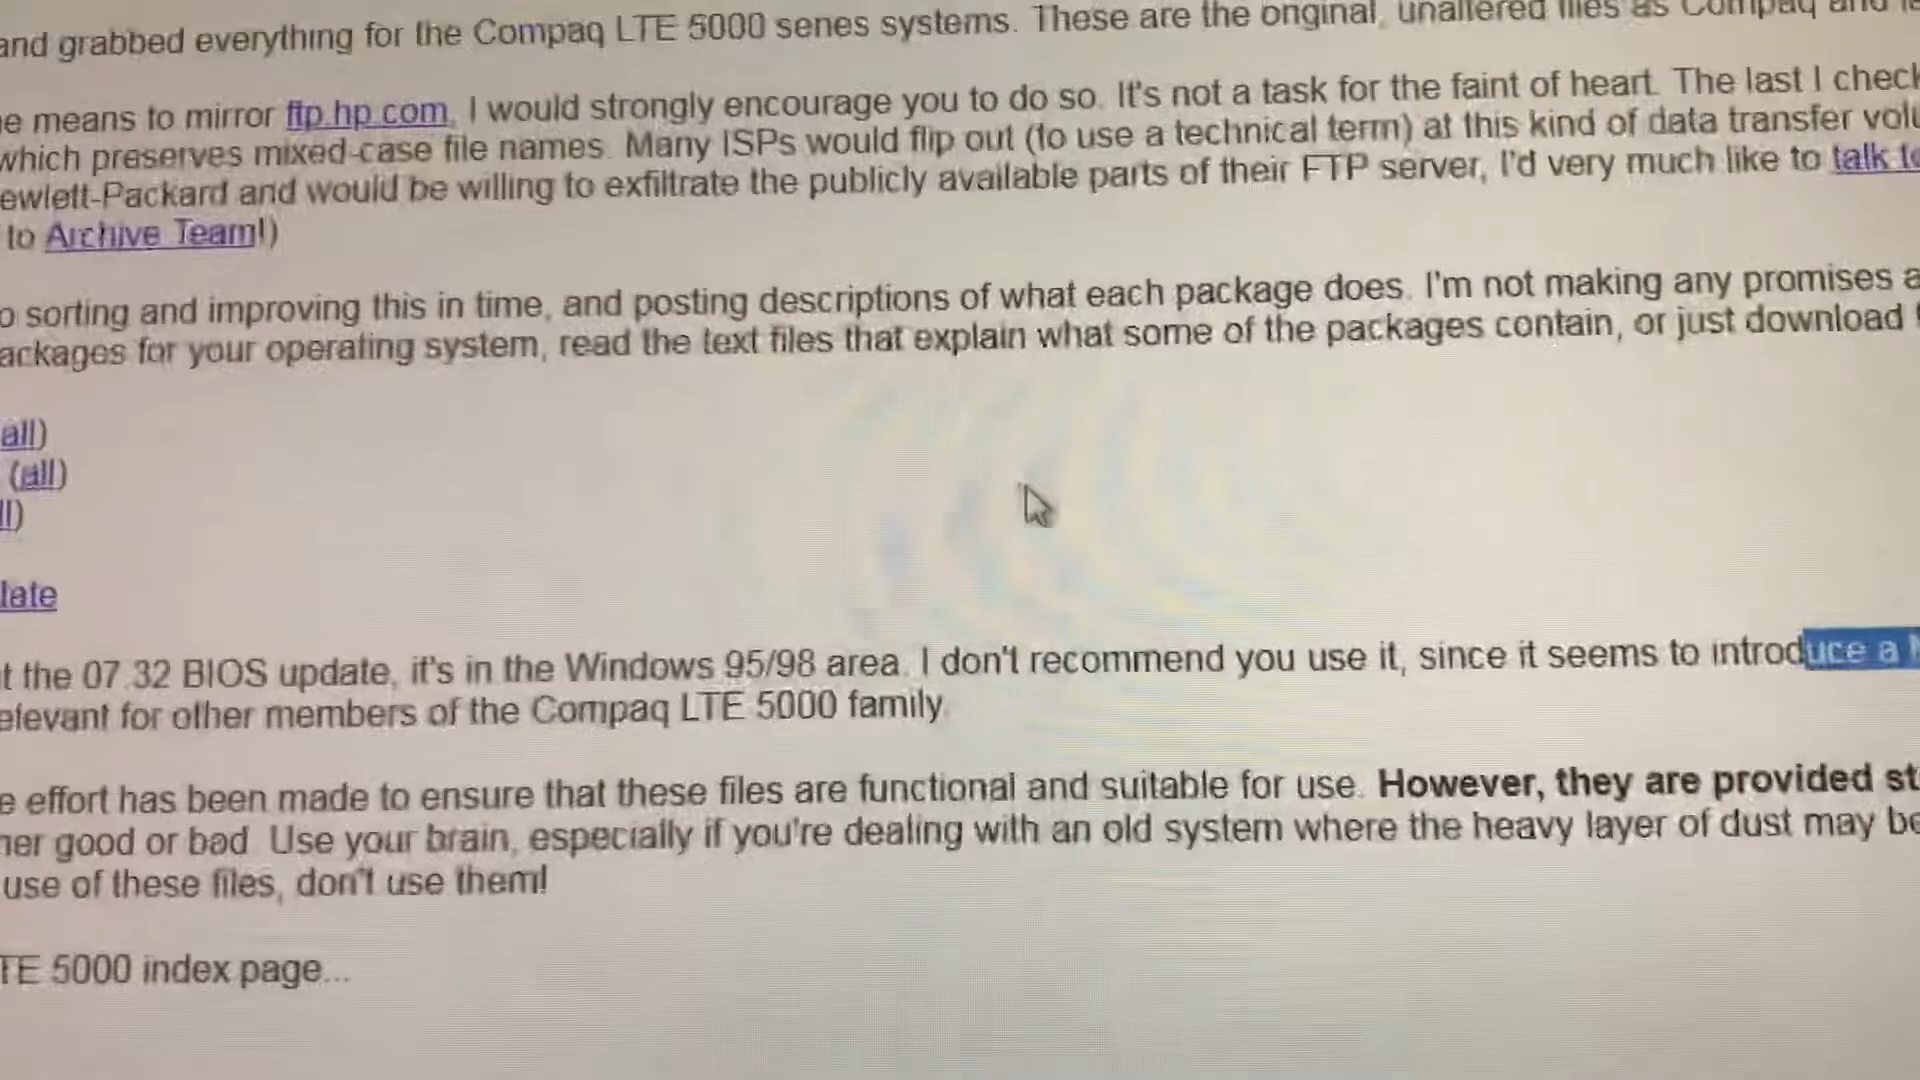 and grabbed everything for the Compaq LTE 5000 series systems. These are the original, unaltered files as Compaq and
e means to mirror ftp.hp.com, I would strongly encourage you to do so. It's not a task for the faint of heart. The last I check
which preserves mixed-case file names. Many ISPs would flip out (to use a technical term) at this kind of data transfer volu
ewlett-Packard and would be willing to exfiltrate the publicly available parts of their FTP server, I'd very much like to talk to
to Archive Team!)
o sorting and improving this in time, and posting descriptions of what each package does. I'm not making any promises a
ackages for your operating system, read the text files that explain what some of the packages contain, or just download
all)
(all)
ll)
late
t the 07.32 BIOS update, it's in the Windows 95/98 area. I don't recommend you use it, since it seems to introduce a
elevant for other members of the Compaq LTE 5000 family.
e effort has been made to ensure that these files are functional and suitable for use. However, they are provided st
her good or bad. Use your brain, especially if you're dealing with an old system where the heavy layer of dust may be
use of these files, don't use them!
TE 5000 index page...